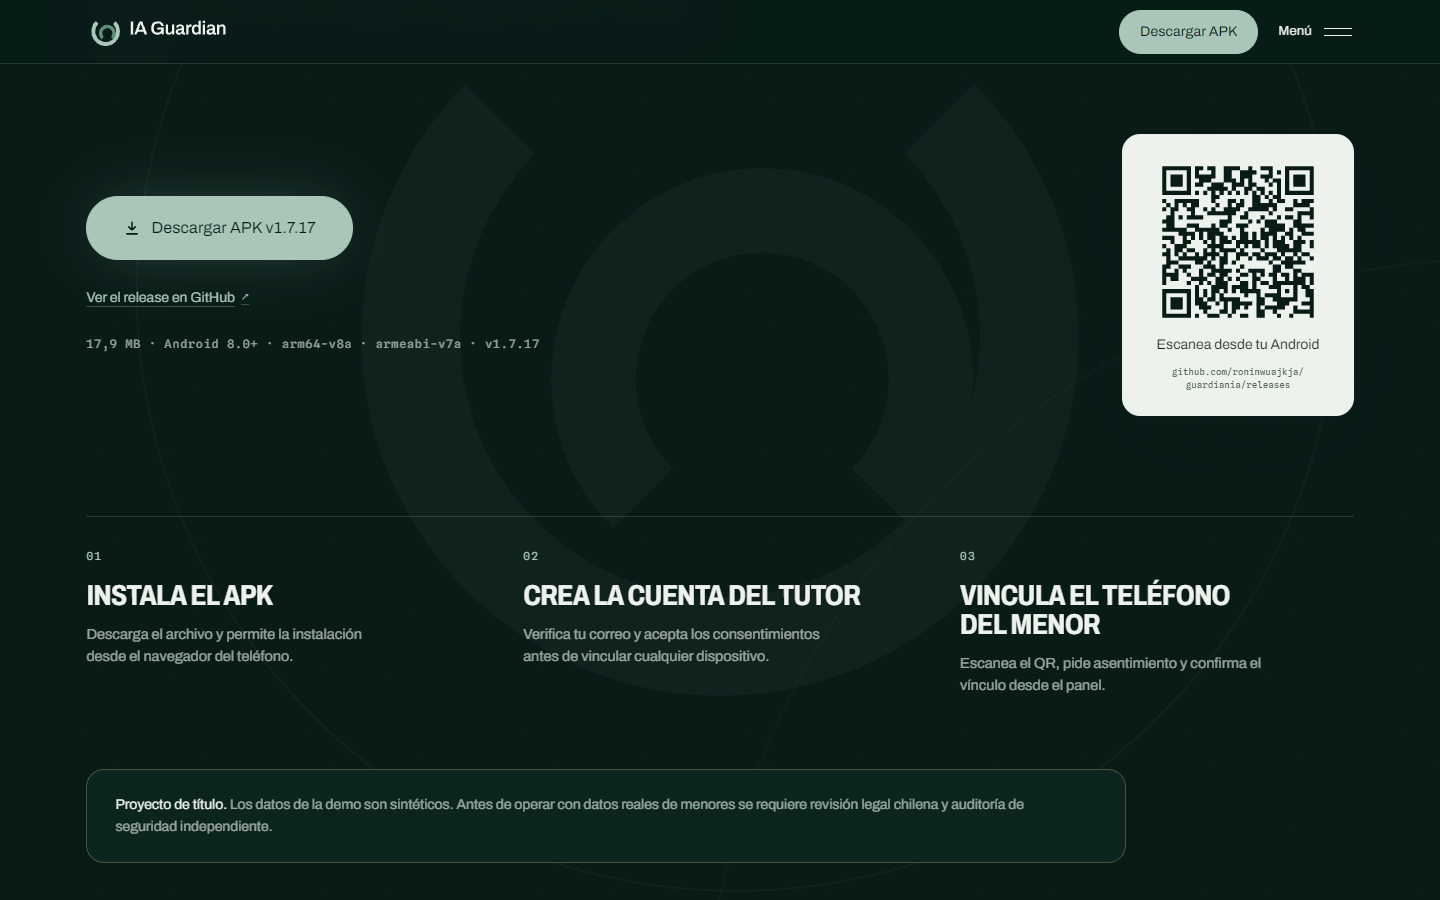 IA Guardian
Descargar APK
Menú
Descargar APK v1.7.17
Ver el release en GitHub ↗
17,9 MB · Android 8.0+ · arm64-v8a · armeabi-v7a · v1.7.17
Escanea desde tu Android
github.com/roninwuajkja/
guardiania/releases
01
INSTALA EL APK
Descarga el archivo y permite la instalación
desde el navegador del teléfono.
02
CREA LA CUENTA DEL TUTOR
Verifica tu correo y acepta los consentimientos
antes de vincular cualquier dispositivo.
03
VINCULA EL TELÉFONO
DEL MENOR
Escanea el QR, pide asentimiento y confirma el
vínculo desde el panel.
Proyecto de título. Los datos de la demo son sintéticos. Antes de operar con datos reales de menores se requiere revisión legal chilena y auditoría de
seguridad independiente.